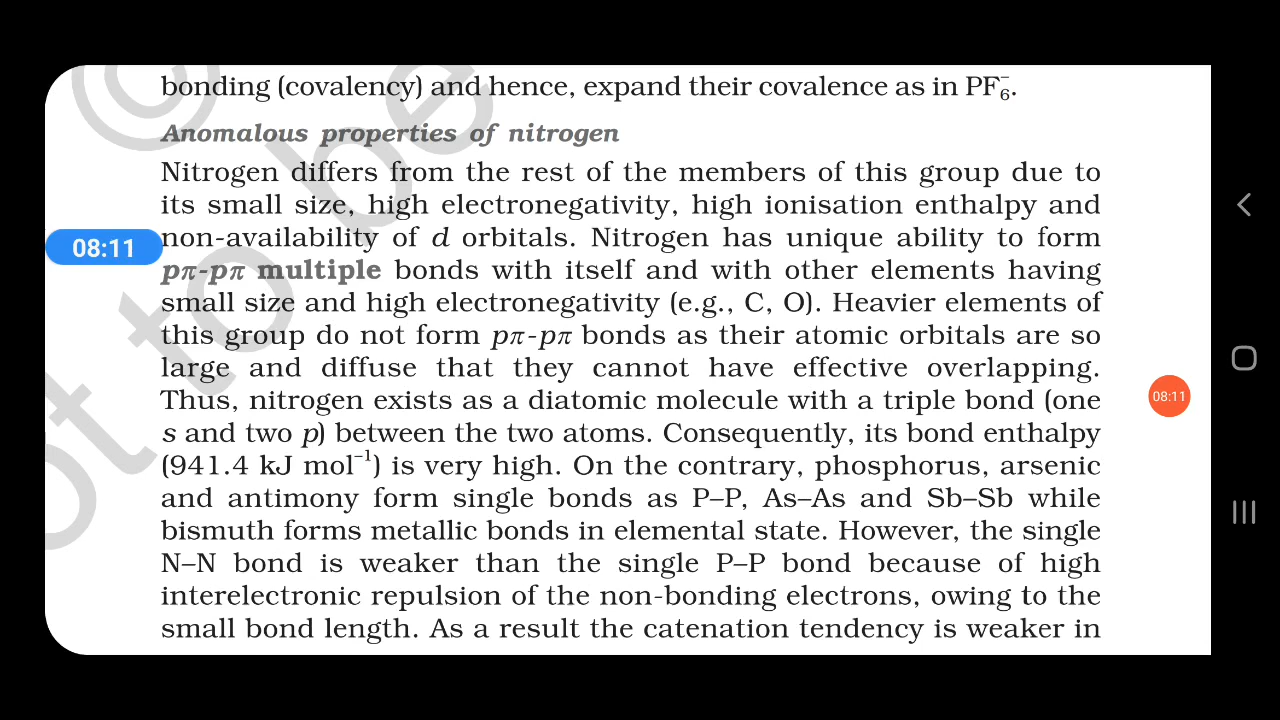 bonding (covalency) and hence, expand their covalence as in PF₆⁻.
Anomalous properties of nitrogen
Nitrogen differs from the rest of the members of this group due to
its small size, high electronegativity, high ionisation enthalpy and
08:11
non-availability of d orbitals. Nitrogen has unique ability to form
pπ-pπ multiple bonds with itself and with other elements having
small size and high electronegativity (e.g., C, O). Heavier elements of
this group do not form pπ-pπ bonds as their atomic orbitals are so
large and diffuse that they cannot have effective overlapping.
Thus, nitrogen exists as a diatomic molecule with a triple bond (one
08:11
s and two p) between the two atoms. Consequently, its bond enthalpy
(941.4 kJ mol⁻¹) is very high. On the contrary, phosphorus, arsenic
and antimony form single bonds as P–P, As–As and Sb–Sb while
bismuth forms metallic bonds in elemental state. However, the single
N–N bond is weaker than the single P–P bond because of high
interelectronic repulsion of the non-bonding electrons, owing to the
small bond length. As a result the catenation tendency is weaker in
©
ot to be